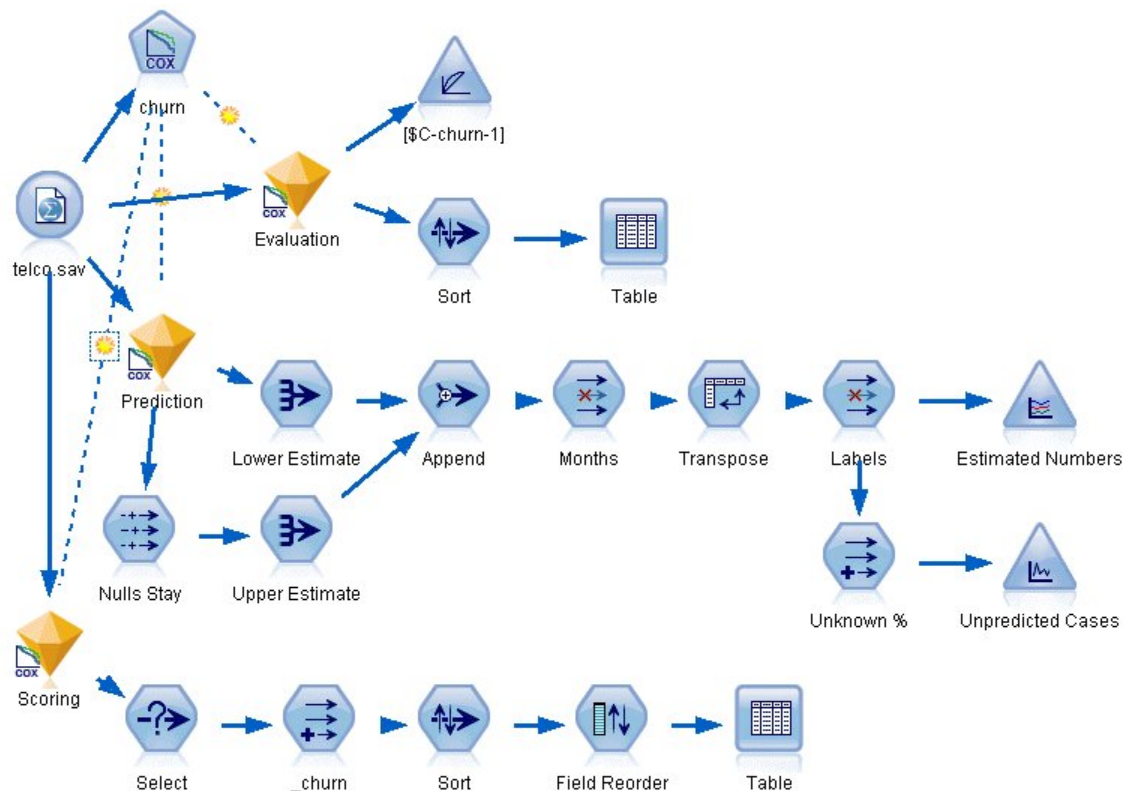 COX
churn
[$C-churn-1]
COX
Evaluation
telco.sav
Sort
Table
COX
Prediction
Lower Estimate
Append
Months
Transpose
Labels
Estimated Numbers
Nulls Stay
Upper Estimate
Unknown %
Unpredicted Cases
COX
Scoring
Select
_churn
Sort
Field Reorder
Table